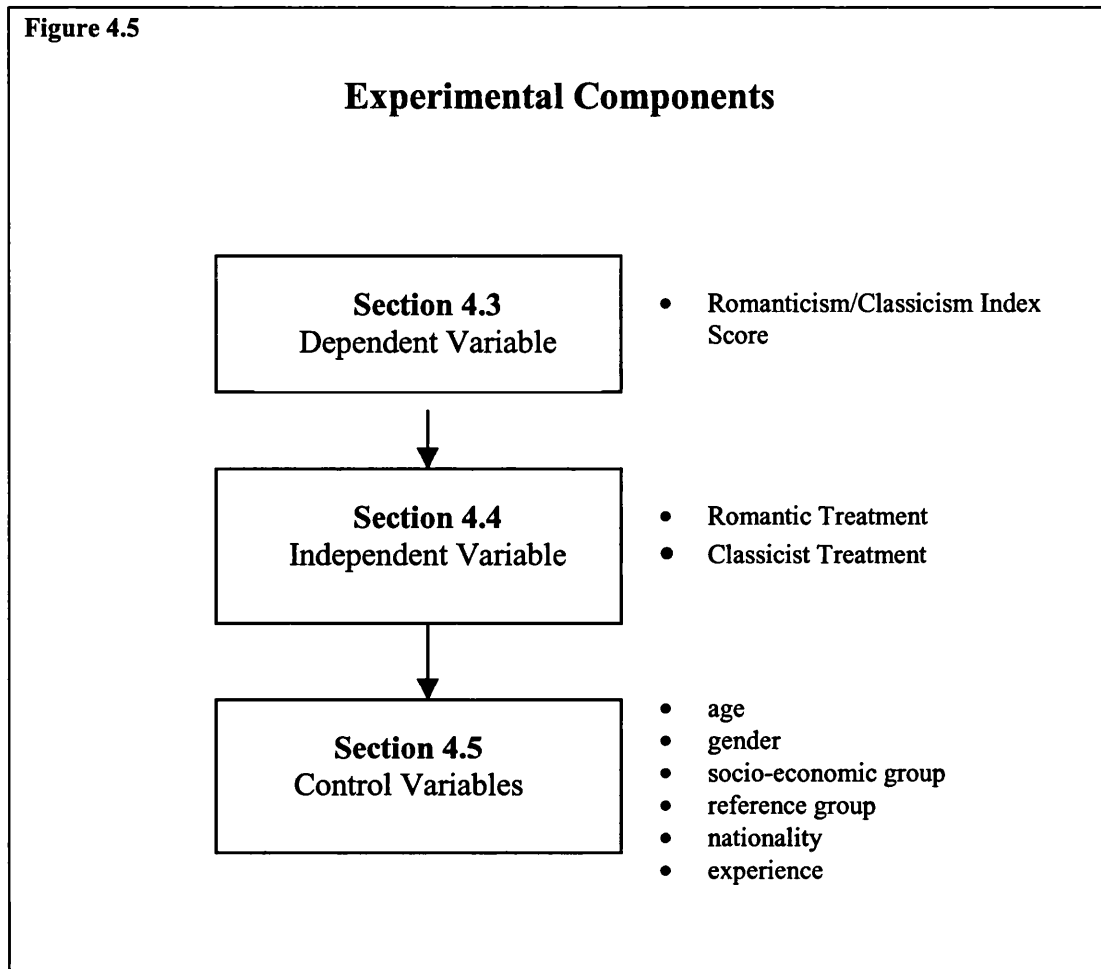 Figure 4.5
Experimental Components
Section 4.3
Dependent Variable
• Romanticism/Classicism Index
Score
Section 4.4
Independent Variable
• Romantic Treatment
• Classicist Treatment
Section 4.5
Control Variables
• age
• gender
• socio-economic group
• reference group
• nationality
• experience